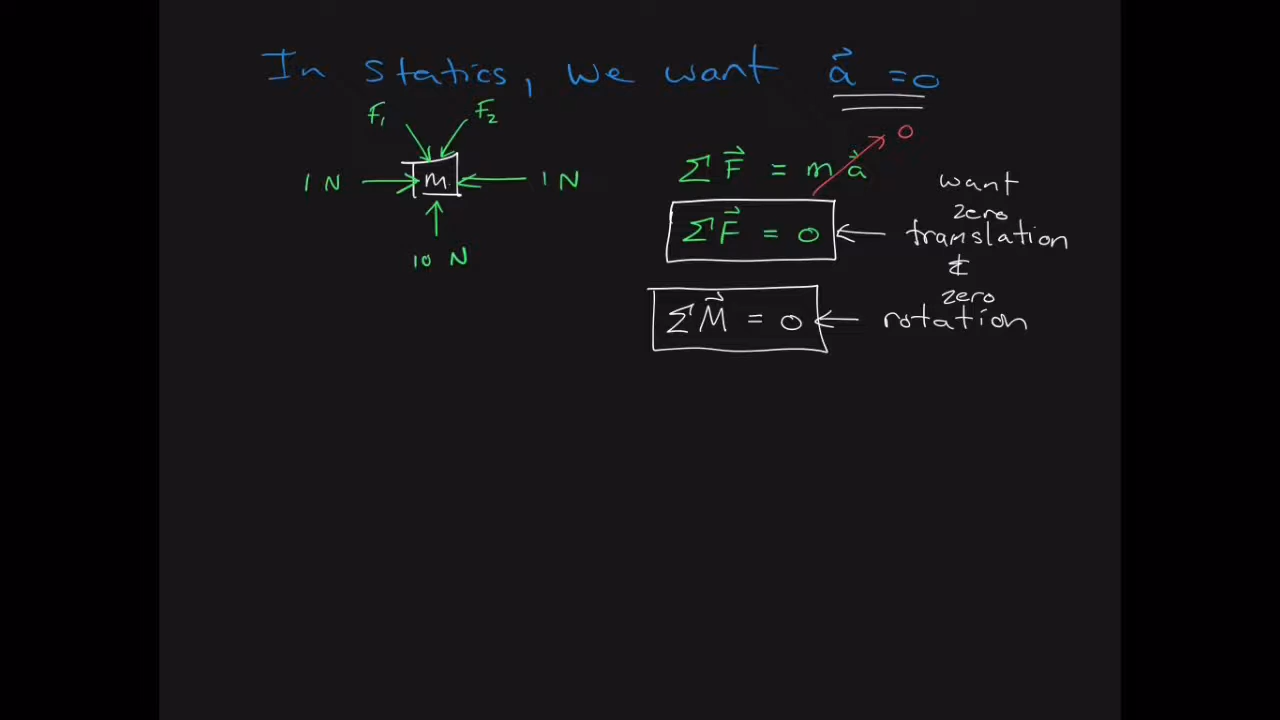 In statics, we want a⃗ = 0
F₁ F₂
1 N m 1 N
10 N
ΣF⃗ = ma⃗ 0
ΣF⃗ = 0 ← want zero translation
&
ΣM⃗ = 0 ← zero rotation